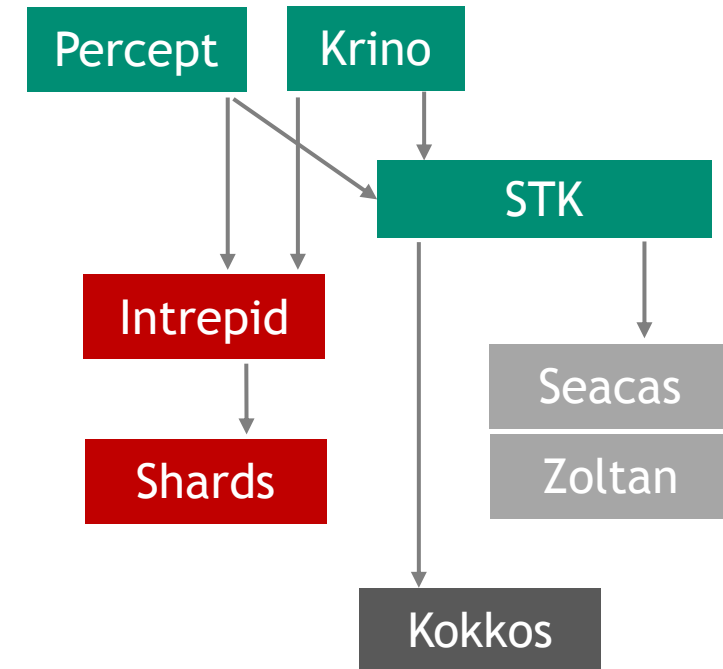 Percept
Krino
STK
Intrepid
Seacas
Shards
Zoltan
Kokkos